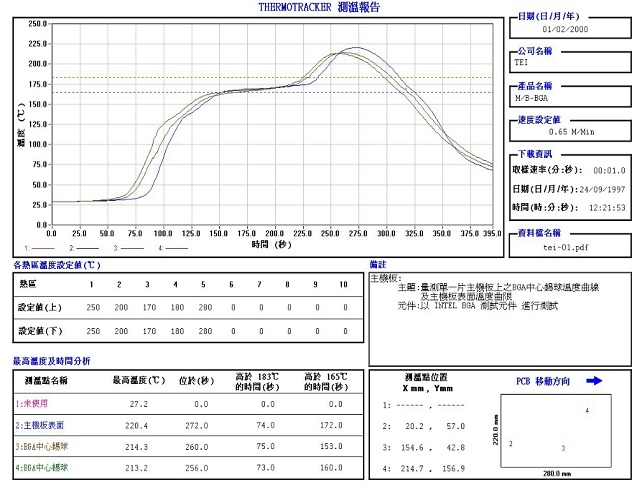 THERMOTRACKER 測溫報告
溫度 (℃)
250.0
225.0
200.0
175.0
150.0
125.0
100.0
75.0
50.0
25.0
0.0
0.0 25.0 50.0 75.0 100.0 125.0 150.0 175.0 200.0 225.0 250.0 275.0 300.0 325.0 350.0 375.0 395.0
時間 (秒)
1: 2: 3: 4:
日期(日/月/年)
01/02/2000
公司名稱
TEI
產品名稱
M/B-BGA
速度設定值
0.65 M/Min
下載資訊
取樣速率(分:秒): 00:01.0
日期(日/月/年):24/09/1997
時間(時:分:秒): 12:21:53
資料檔名稱
tei-01.pdf
各熱區溫度設定值(℃)
熱區 1 2 3 4 5 6 7 8 9 10
設定值(上) 250 200 170 180 280 0 0 0 0 0
設定值(下) 250 200 170 180 280 0 0 0 0 0
備註
主機板:
主題:量測單一片主機板上之BGA中心錫球溫度曲線
及主機板表面溫度曲限
元件:以 INTEL BGA 測試元件 進行測試
最高溫度及時間分析
測溫點名稱 最高溫度(℃) 位於(秒) 高於 183℃ 的時間(秒) 高於 165℃ 的時間(秒)
1:未使用 27.2 0.0 0.0 0.0
2:主機板表面 220.4 272.0 74.0 172.0
3:BGA中心錫球 214.3 260.0 75.0 153.0
4:BGA中心錫球 213.2 256.0 73.0 160.0
測溫點位置
X mm , Ymm
1: ------ , ------
2: 20.2 , 57.0
3: 154.6 , 42.8
4: 214.7 , 156.9
PCB 移動方向
220.0 mm
4
2
3
280.0 mm